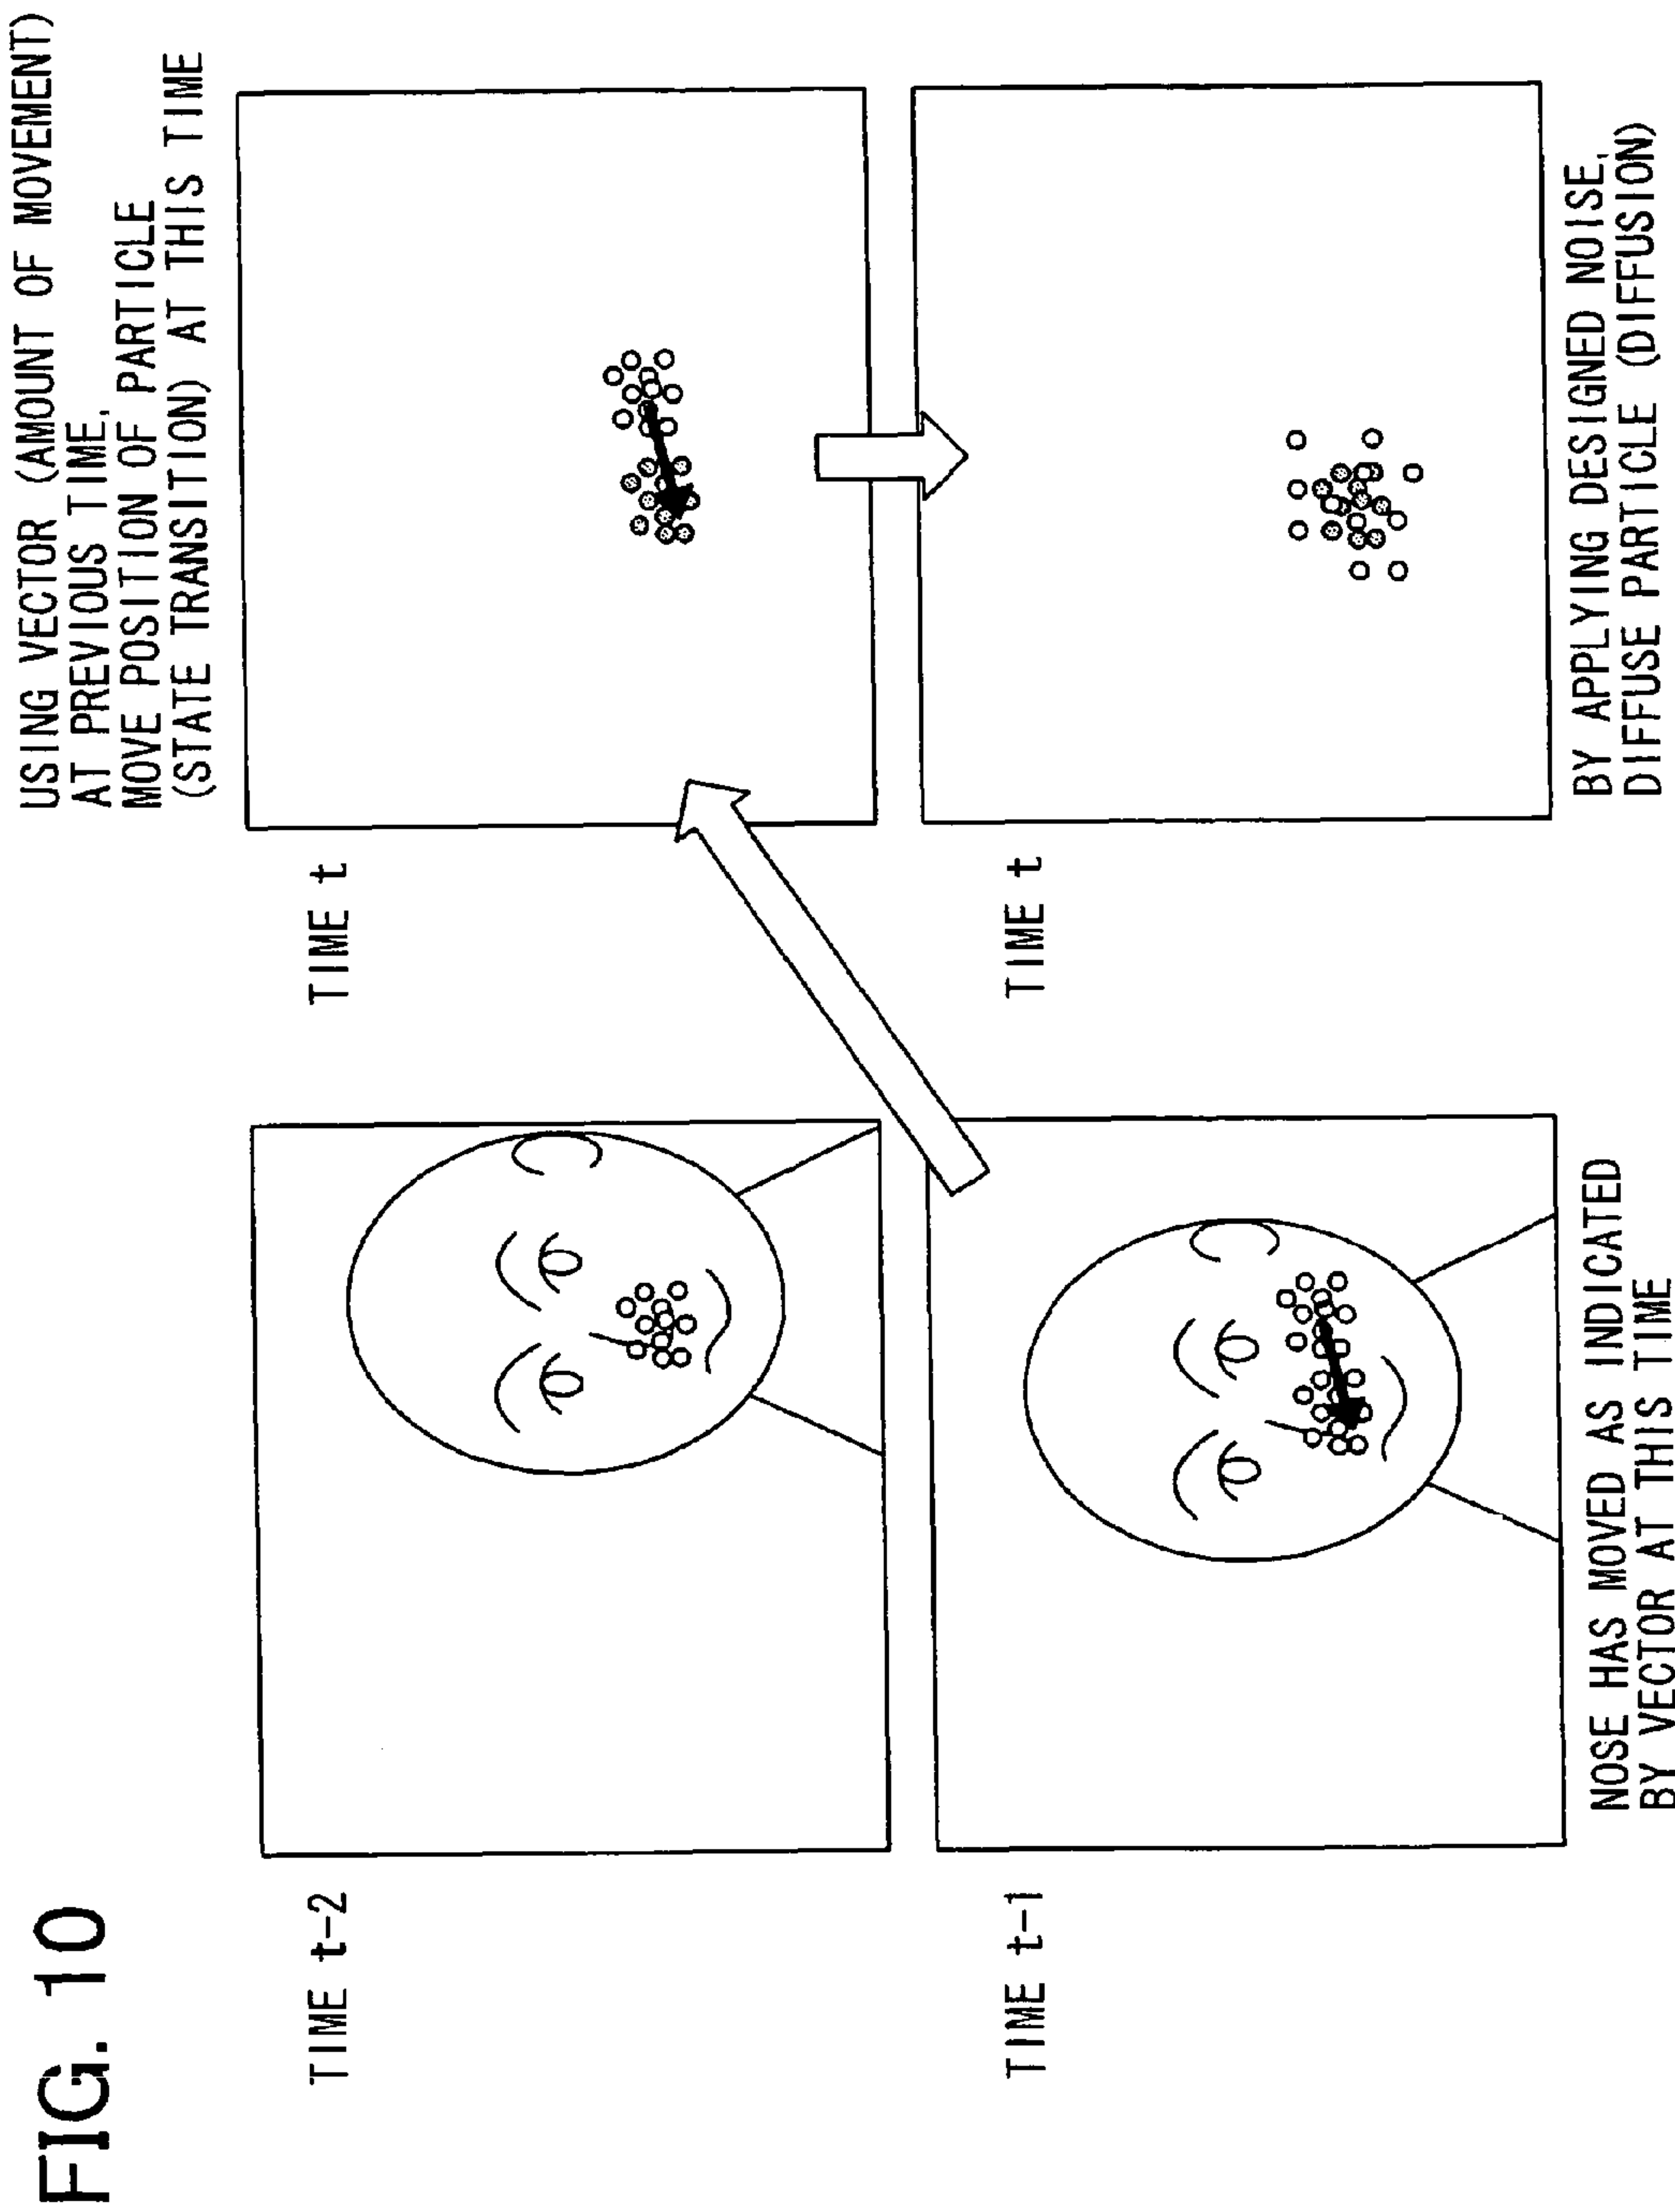 FIG. 10
TIME t-2
TIME t-1
NOSE HAS MOVED AS INDICATED
BY VECTOR AT THIS TIME
USING VECTOR (AMOUNT OF MOVEMENT)
AT PREVIOUS TIME,
MOVE POSITION OF PARTICLE
(STATE TRANSITION) AT THIS TIME
TIME t
TIME t
BY APPLYING DESIGNED NOISE,
DIFFUSE PARTICLE (DIFFUSION)